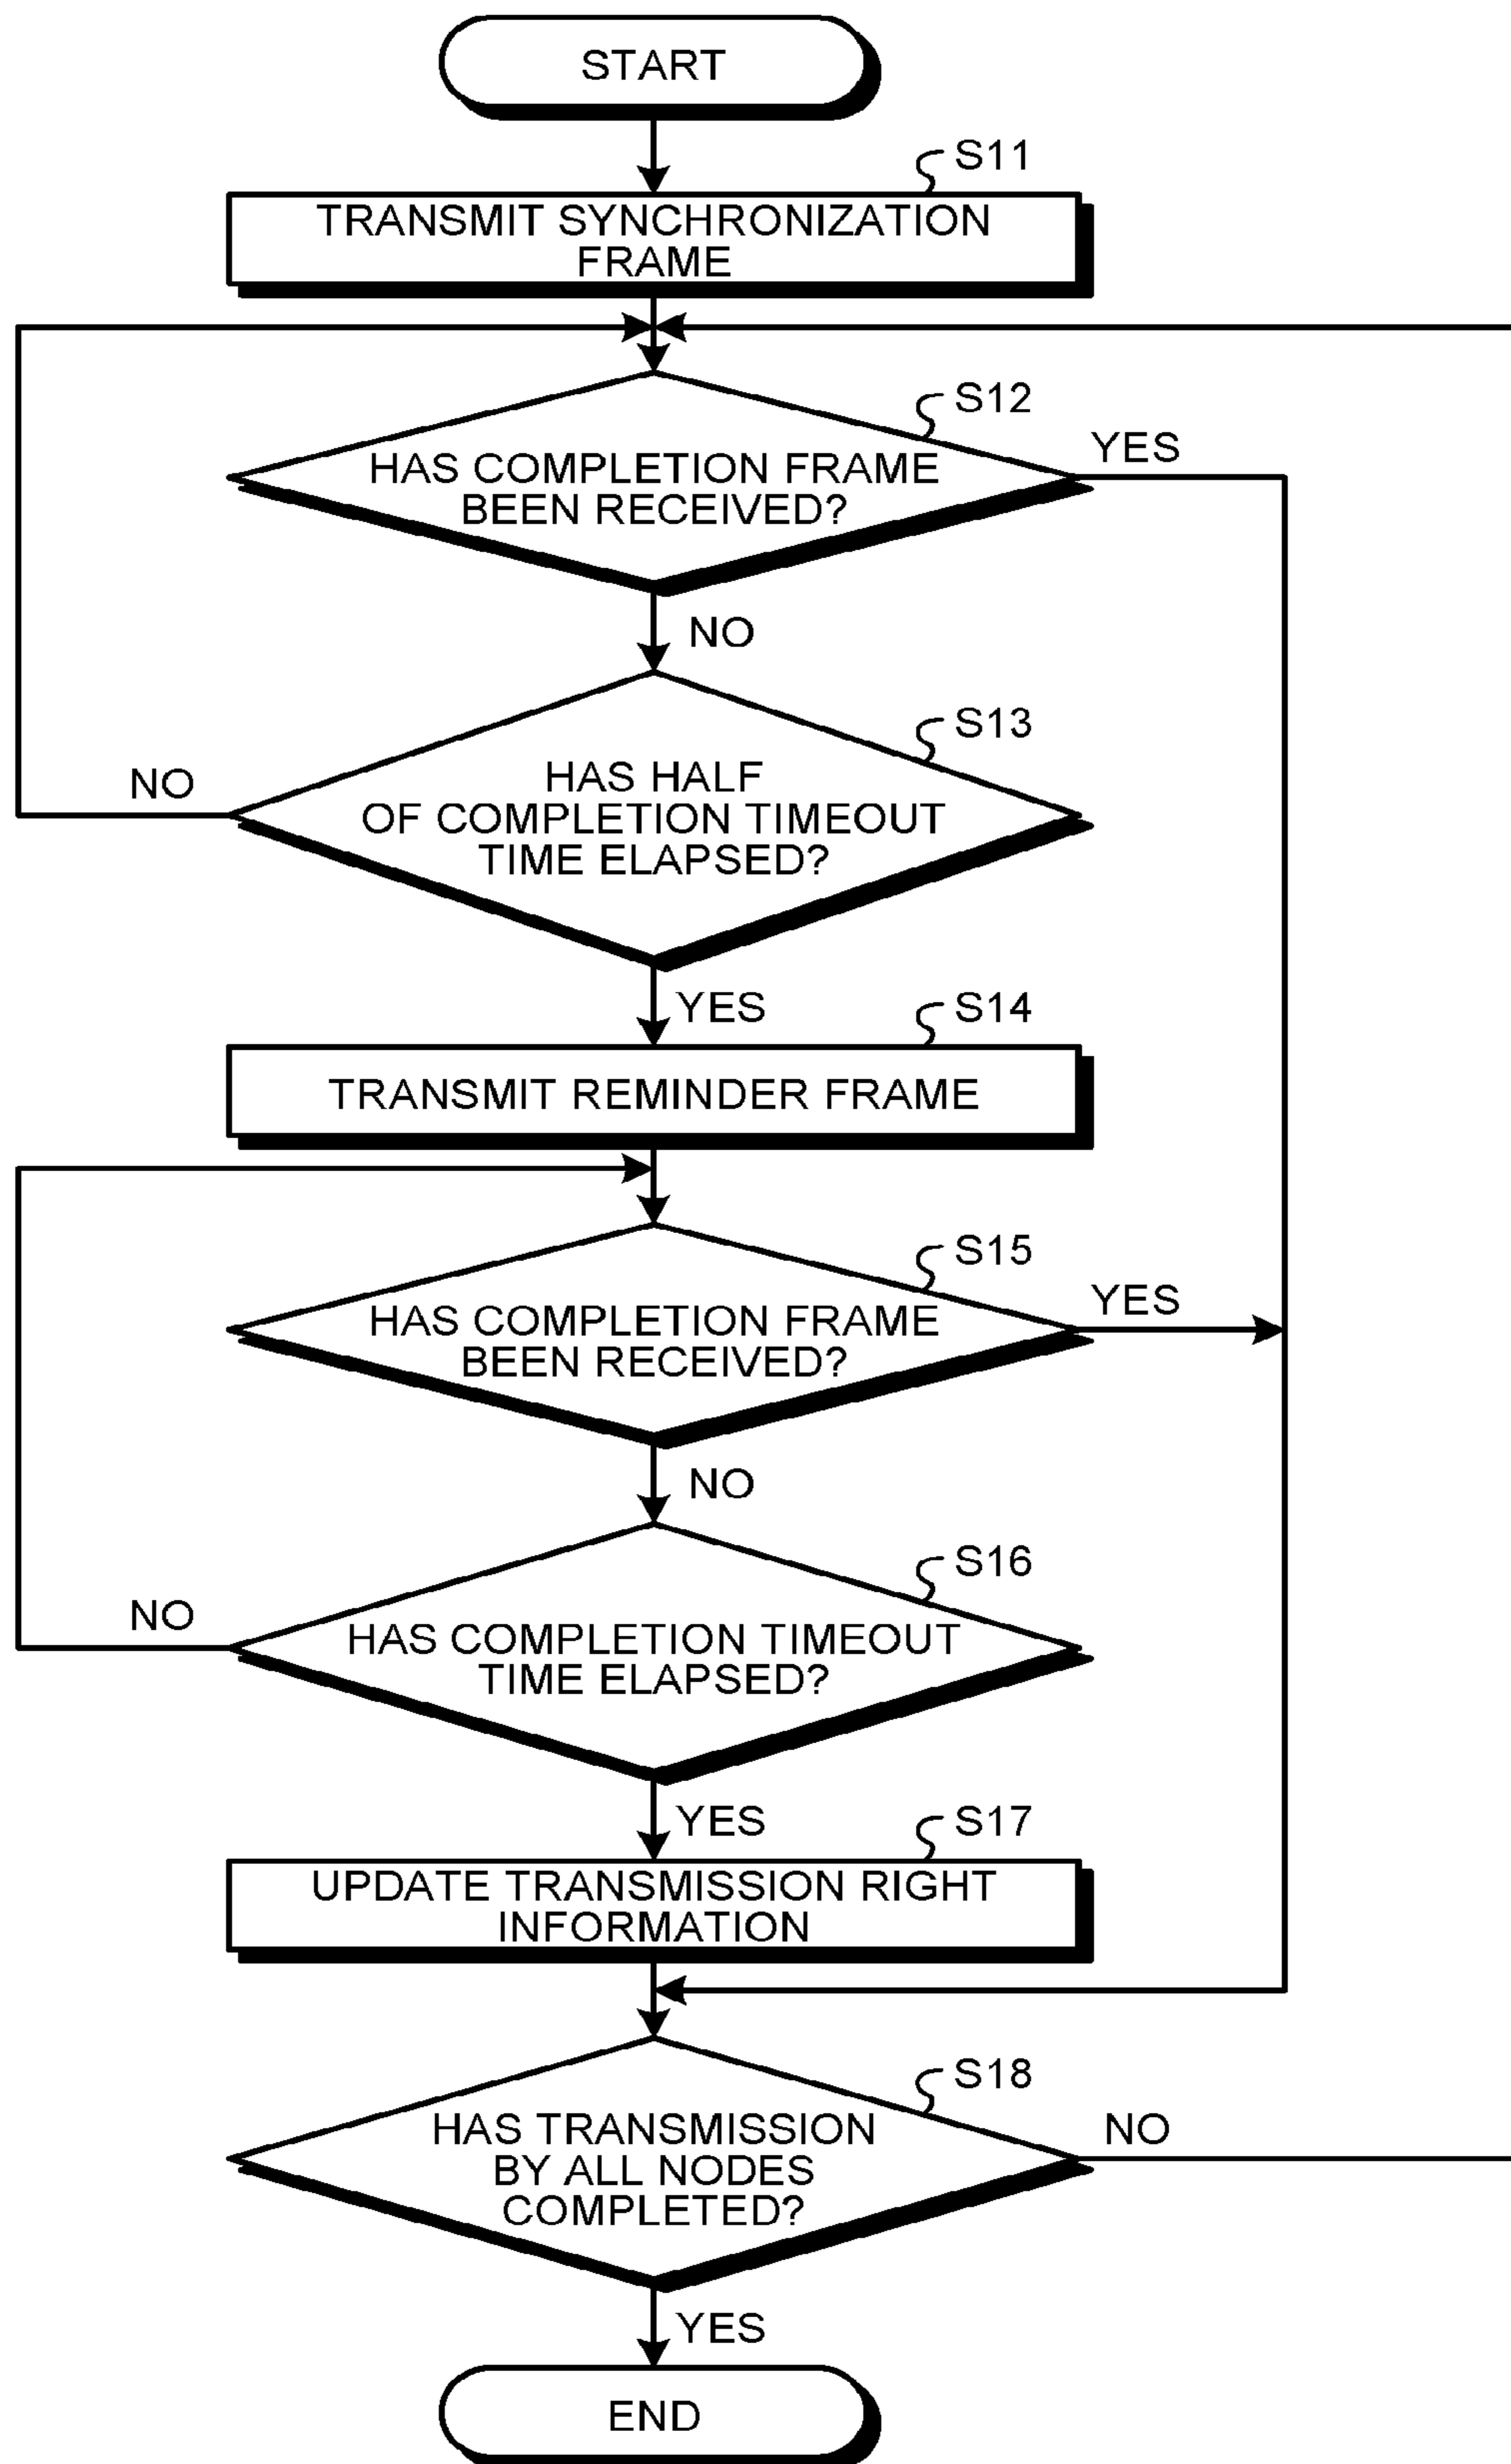 START
S11
TRANSMIT SYNCHRONIZATION
FRAME
S12
YES
HAS COMPLETION FRAME
BEEN RECEIVED?
NO
S13
NO
HAS HALF
OF COMPLETION TIMEOUT
TIME ELAPSED?
YES
S14
TRANSMIT REMINDER FRAME
S15
YES
HAS COMPLETION FRAME
BEEN RECEIVED?
NO
S16
NO
HAS COMPLETION TIMEOUT
TIME ELAPSED?
YES
S17
UPDATE TRANSMISSION RIGHT
INFORMATION
S18
NO
HAS TRANSMISSION
BY ALL NODES
COMPLETED?
YES
END